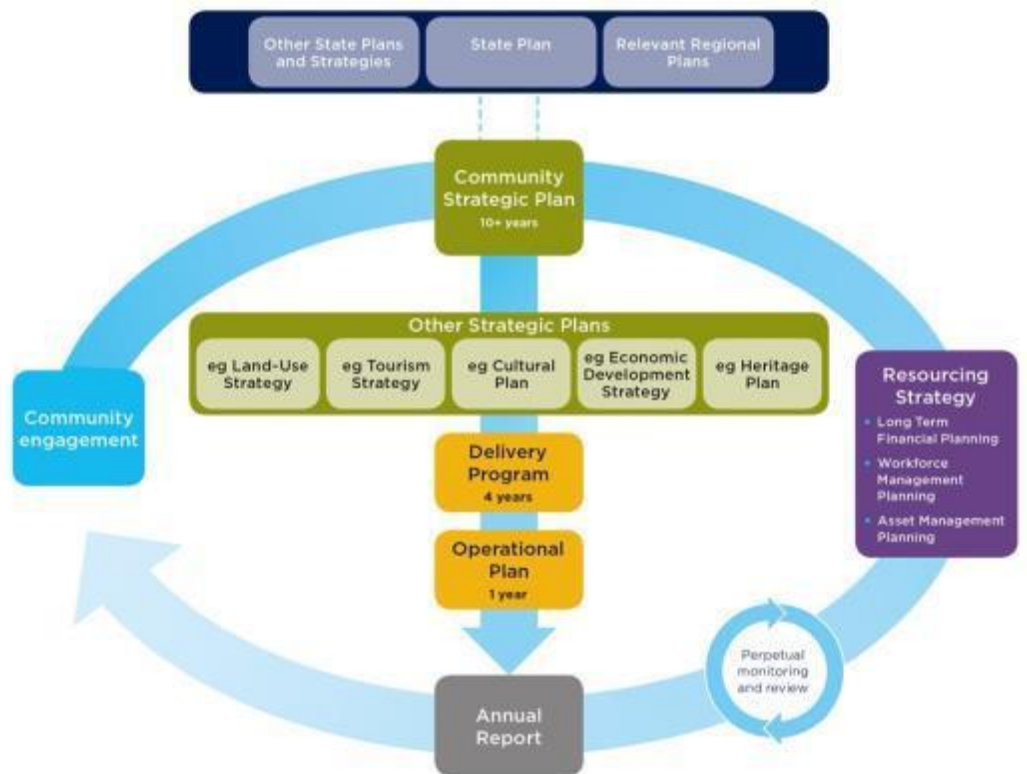 Other State Plans
and Strategies
State Plan
Relevant Regional
Plans
Community
Strategic Plan
10+ years
Other Strategic Plans
eg Land-Use
Strategy
eg Tourism
Strategy
eg Cultural
Plan
eg Economic
Development
Strategy
eg Heritage
Plan
Community
engagement
Resourcing
Strategy
• Long Term
Financial Planning
• Workforce
Management
Planning
• Asset Management
Planning
Delivery
Program
4 years
Operational
Plan
1 year
Perpetual
monitoring
and review
Annual
Report